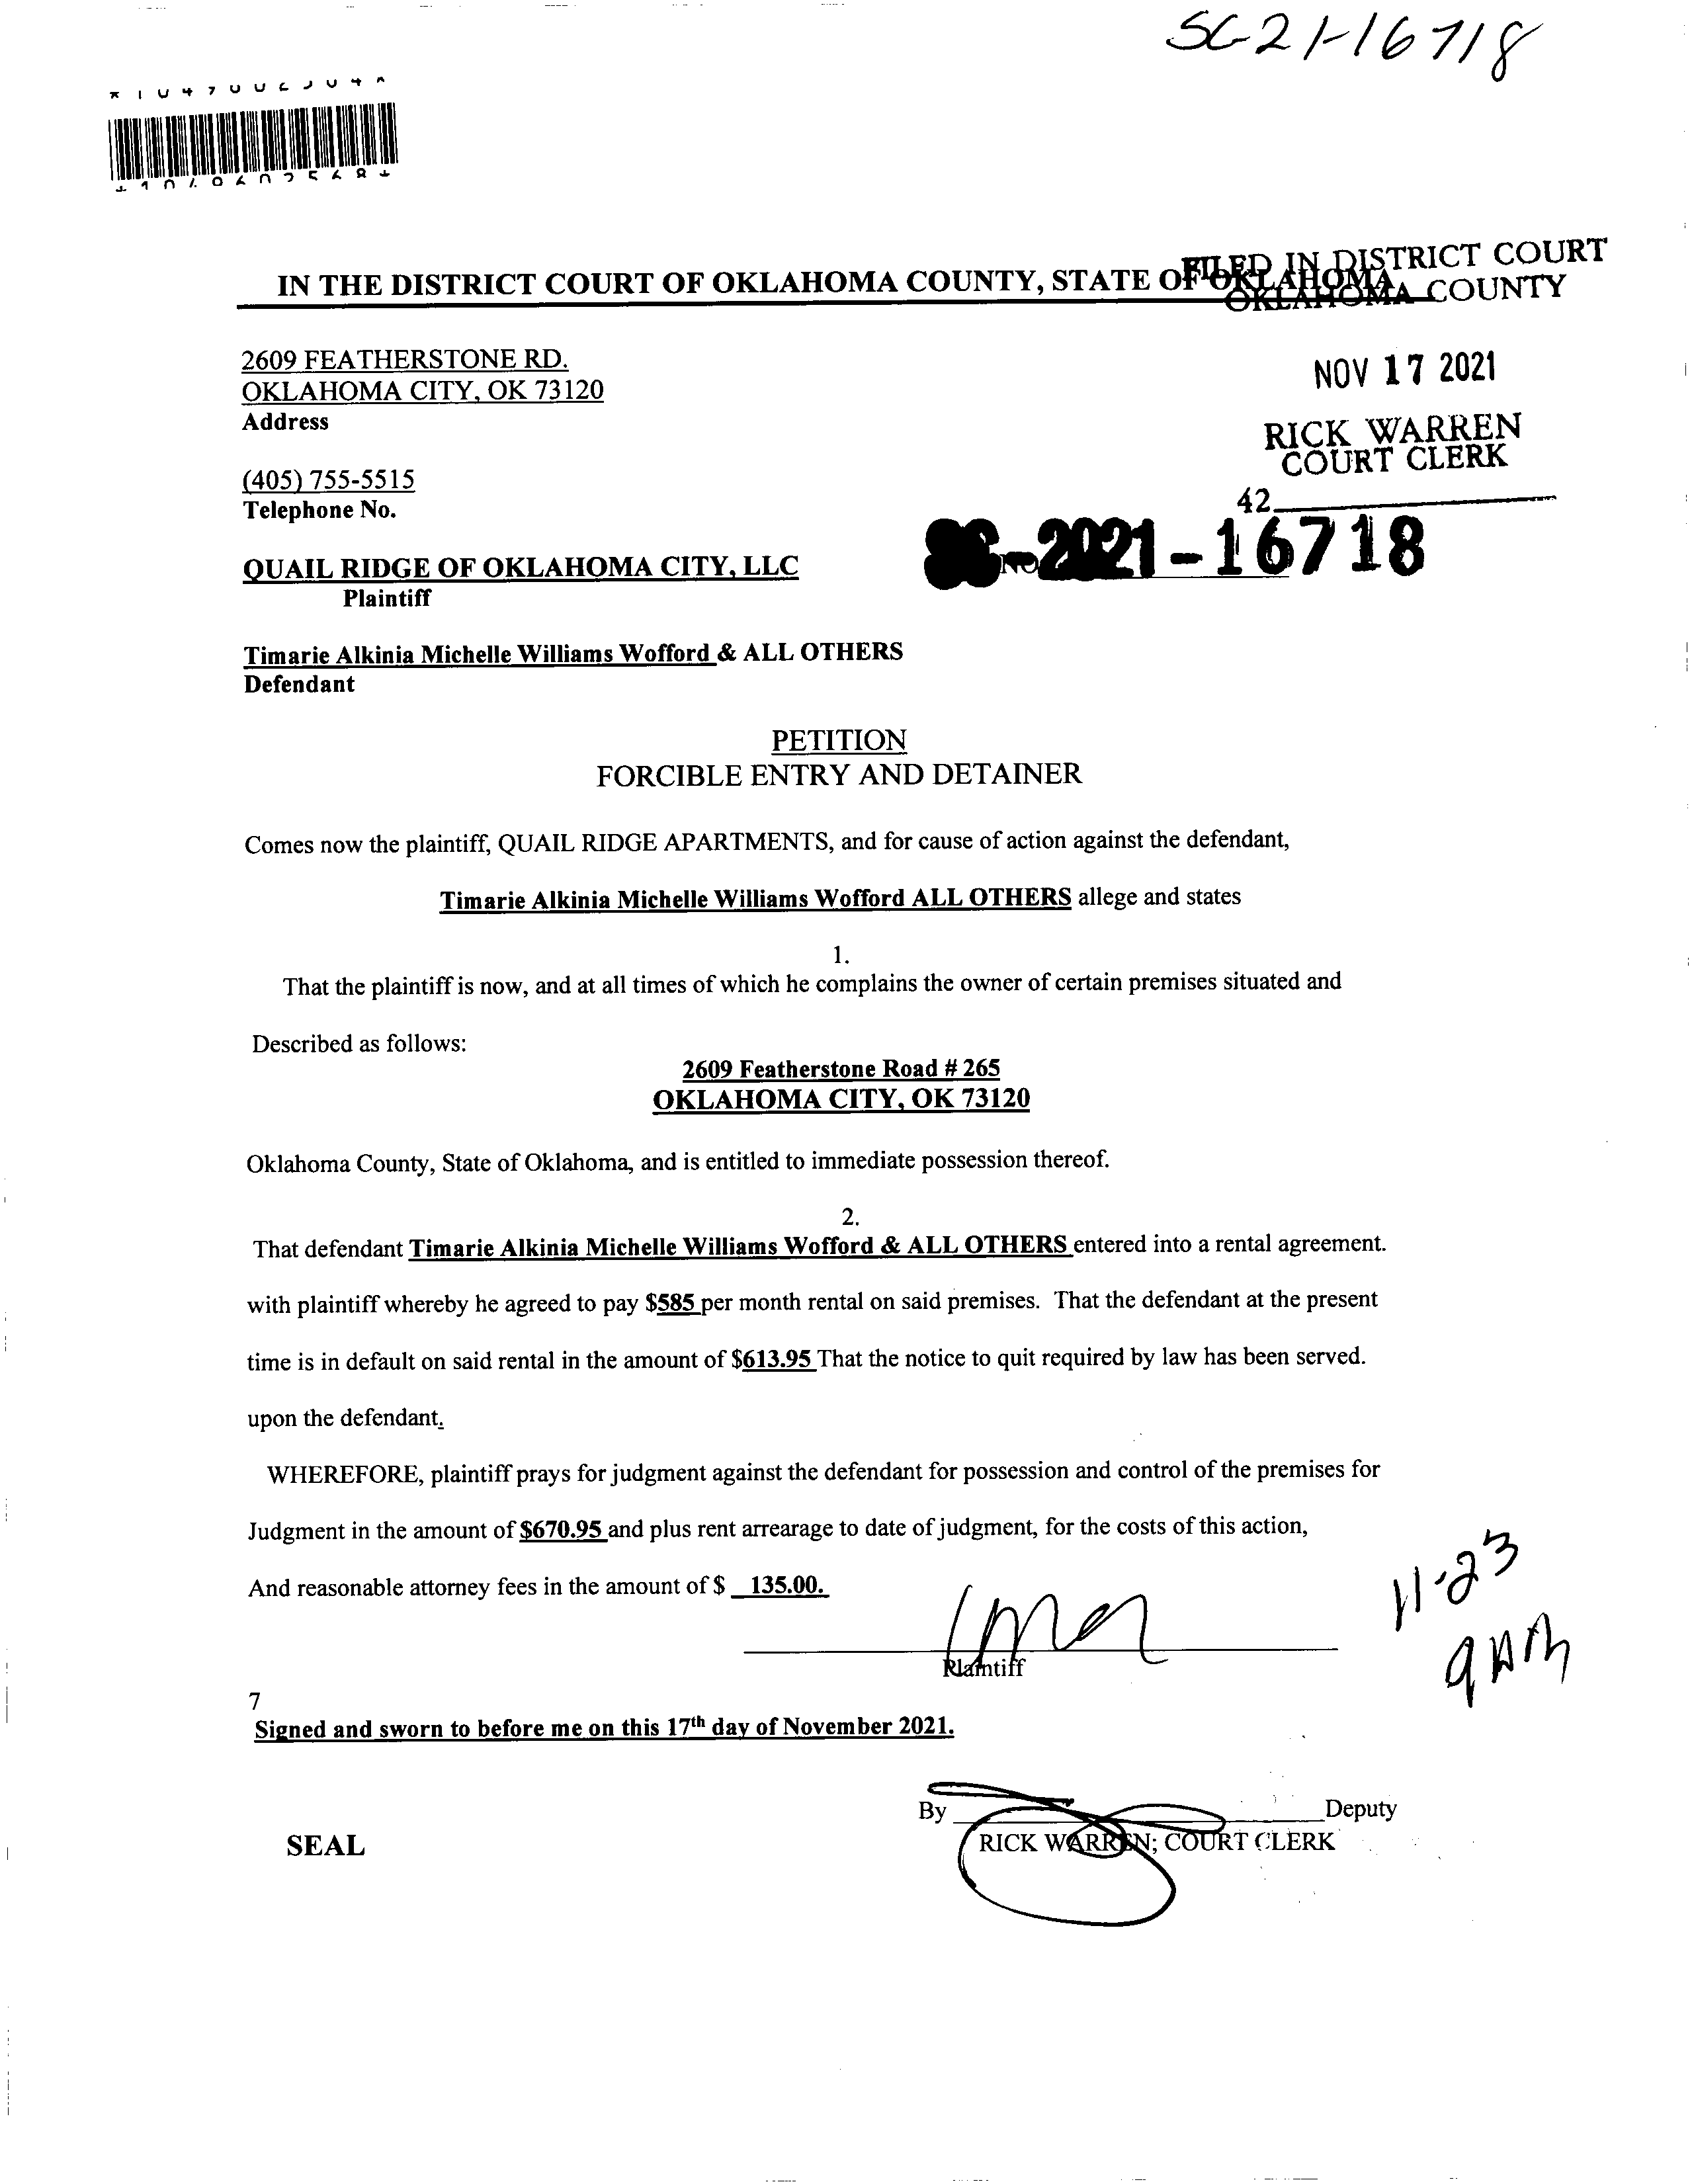 SC-21-16718
IN THE DISTRICT COURT OF OKLAHOMA COUNTY, STATE OF OKLAHOMA
FILED IN DISTRICT COURT
OKLAHOMA COUNTY
2609 FEATHERSTONE RD.
OKLAHOMA CITY, OK 73120
Address
NOV 17 2021
RICK WARREN
COURT CLERK
(405) 755-5515
Telephone No.
42
NO. -2021-16718
QUAIL RIDGE OF OKLAHOMA CITY, LLC
Plaintiff
Timarie Alkinia Michelle Williams Wofford & ALL OTHERS
Defendant
PETITION
FORCIBLE ENTRY AND DETAINER
Comes now the plaintiff, QUAIL RIDGE APARTMENTS, and for cause of action against the defendant,
Timarie Alkinia Michelle Williams Wofford ALL OTHERS allege and states
1.
That the plaintiff is now, and at all times of which he complains the owner of certain premises situated and
Described as follows:
2609 Featherstone Road # 265
OKLAHOMA CITY, OK 73120
Oklahoma County, State of Oklahoma, and is entitled to immediate possession thereof.
2.
That defendant Timarie Alkinia Michelle Williams Wofford & ALL OTHERS entered into a rental agreement.
with plaintiff whereby he agreed to pay $585 per month rental on said premises. That the defendant at the present
time is in default on said rental in the amount of $613.95 That the notice to quit required by law has been served.
upon the defendant.
WHEREFORE, plaintiff prays for judgment against the defendant for possession and control of the premises for
Judgment in the amount of $670.95 and plus rent arrearage to date of judgment, for the costs of this action,
And reasonable attorney fees in the amount of $ 135.00.
11-23
9 AM
Plaintiff
7
Signed and sworn to before me on this 17th day of November 2021.
By Deputy
RICK WARREN; COURT CLERK
SEAL